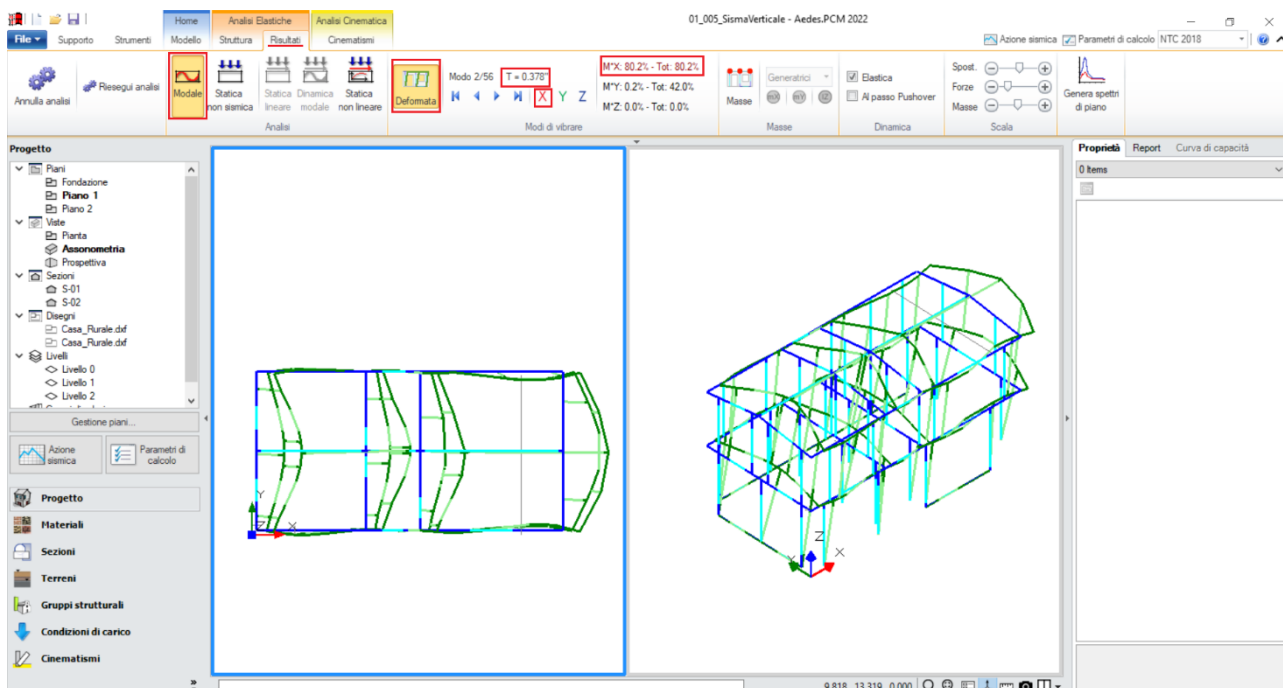 01_005_SismaVerticale - Aedes.PCM 2022
Home
Analisi Elastiche
Analisi Cinematica
File
Supporto
Strumenti
Modello
Struttura
Risultati
Cinematismi
Azione sismica
Parametri di calcolo
NTC 2018
Annulla analisi
Riesegui analisi
Modale
Statica
non sismica
Statica
lineare
Dinamica
modale
Statica
non lineare
Analisi
Deformata
Modo 2/56
T = 0.378"
X Y Z
M*X: 80.2% - Tot: 80.2%
M*Y: 0.2% - Tot: 42.0%
M*Z: 0.0% - Tot: 0.0%
Modi di vibrare
Masse
Generatrici
Masse
Elastica
Al passo Pushover
Dinamica
Spost.
Forze
Masse
Scala
Genera spettri
di piano
Progetto
Piani
Fondazione
Piano 1
Piano 2
Viste
Pianta
Assonometria
Prospettiva
Sezioni
S-01
S-02
Disegni
Casa_Rurale.dxf
Casa_Rurale.dxf
Livelli
Livello 0
Livello 1
Livello 2
Gestione piani...
Azione
sismica
Parametri di
calcolo
Progetto
Materiali
Sezioni
Terreni
Gruppi strutturali
Condizioni di carico
Cinematismi
Y
Z
X
Z
Y
X
Proprietà
Report
Curva di capacità
0 Items
9.818, 13.319, 0.000